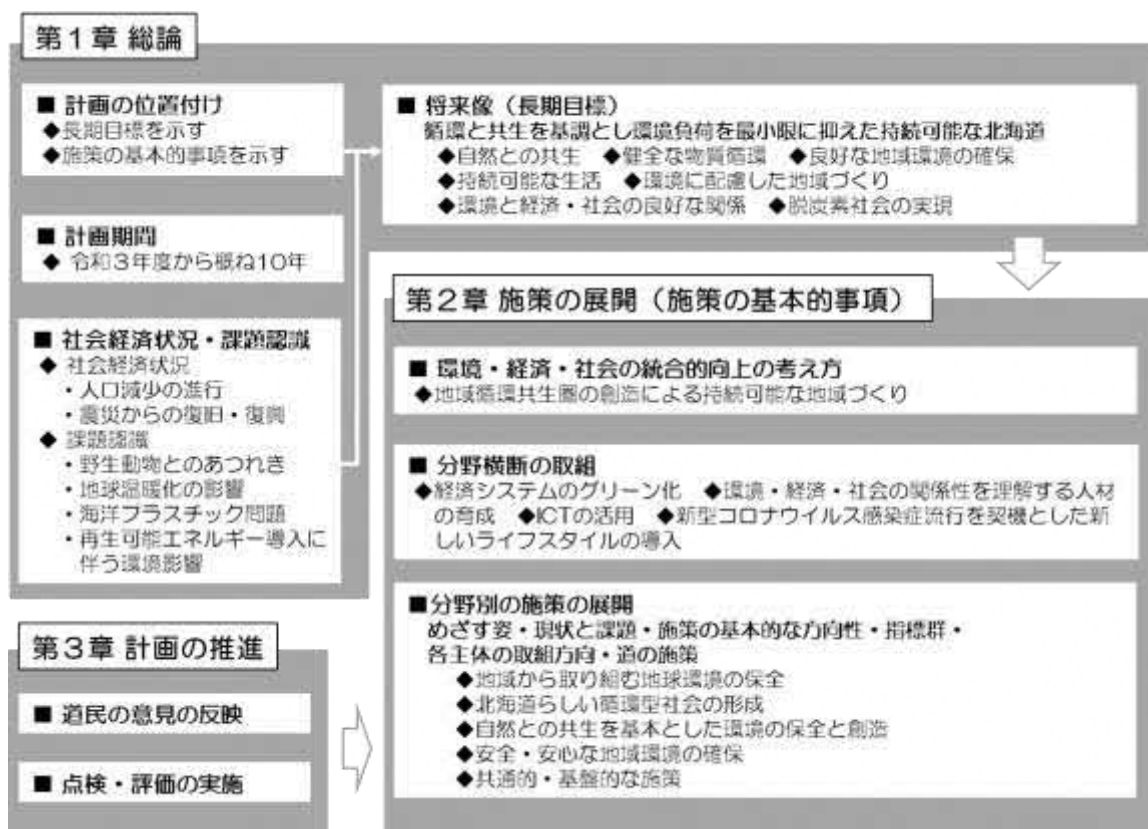 第1章 総論
■ 計画の位置付け
◆長期目標を示す
◆施策の基本的事項を示す
■ 計画期間
◆ 令和3年度から概ね10年
■ 社会経済状況・課題認識
◆ 社会経済状況
・人口減少の進行
・震災からの復旧・復興
◆ 課題認識
・野生動物とのあつれき
・地球温暖化の影響
・海洋プラスチック問題
・再生可能エネルギー導入に
伴う環境影響
■ 将来像（長期目標）
循環と共生を基調とし環境負荷を最小限に抑えた持続可能な北海道
◆自然との共生 ◆健全な物質循環 ◆良好な地域環境の確保
◆持続可能な生活 ◆環境に配慮した地域づくり
◆環境と経済・社会の良好な関係 ◆脱炭素社会の実現
第2章 施策の展開（施策の基本的事項）
■ 環境・経済・社会の統合的向上の考え方
◆地域循環共生圏の創造による持続可能な地域づくり
■ 分野横断の取組
◆経済システムのグリーン化 ◆環境・経済・社会の関係性を理解する人材
の育成 ◆ICTの活用 ◆新型コロナウイルス感染症流行を契機とした新
しいライフスタイルの導入
■分野別の施策の展開
めざす姿・現状と課題・施策の基本的な方向性・指標群・
各主体の取組方向・道の施策
◆地域から取り組む地球環境の保全
◆北海道らしい循環型社会の形成
◆自然との共生を基本とした環境の保全と創造
◆安全・安心な地域環境の確保
◆共通的・基盤的な施策
第3章 計画の推進
■ 道民の意見の反映
■ 点検・評価の実施